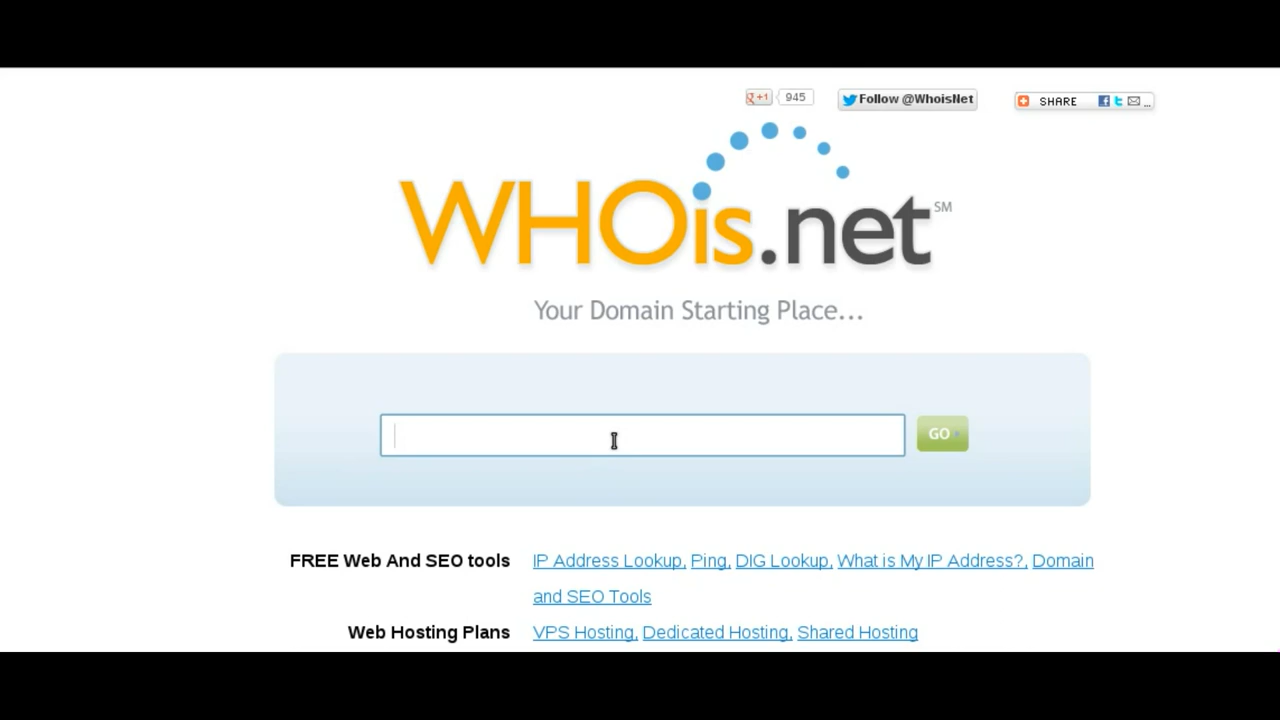 g +1 945 Follow @WhoisNet SHARE ...
WHOis.net SM
Your Domain Starting Place...
GO
FREE Web And SEO tools IP Address Lookup, Ping, DIG Lookup, What is My IP Address?, Domain
and SEO Tools
Web Hosting Plans VPS Hosting, Dedicated Hosting, Shared Hosting